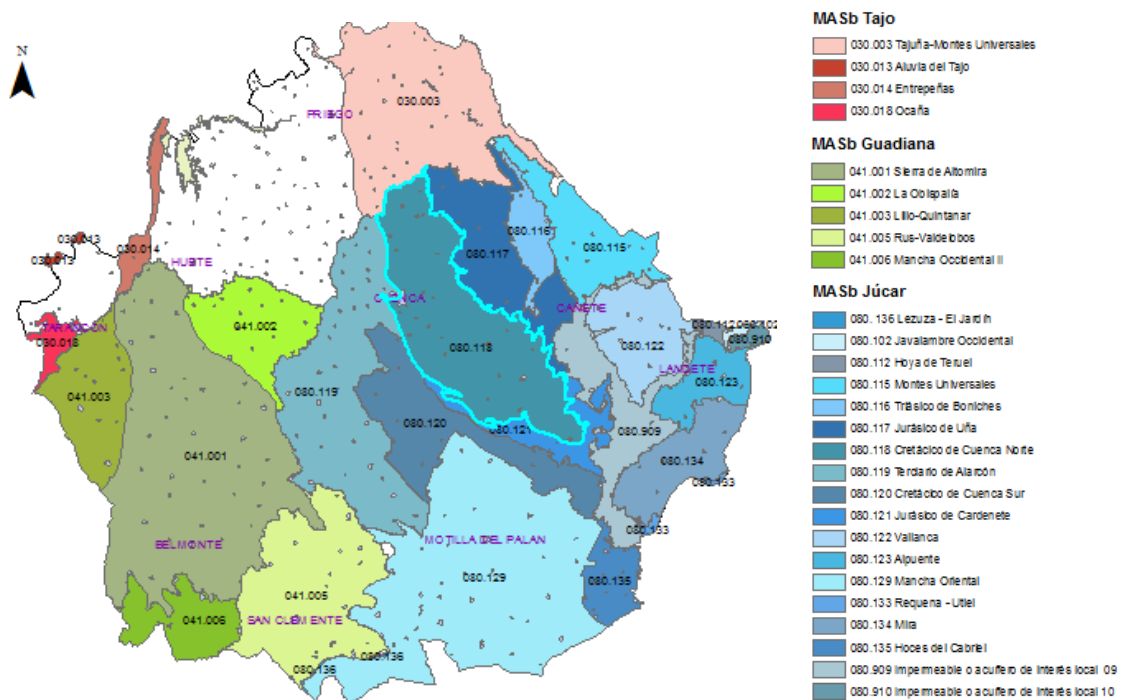 N
PRIEGO
030.003
030.013
030.013
030.014
HUETE
080.116
080.115
080.117
TARANCÓN
030.018
041.002
CUENCA
CAÑETE
080.112
080.910
080.118
080.122
LANDETE
080.123
041.003
080.119
080.120
080.121
080.909
041.001
080.134
080.133
080.133
BELMONTE
MOTILLA DEL PALAN
080.129
080.135
041.005
041.006
SAN CLEMENTE
080.136
080.136
MASb Tajo
030.003 Tajuña-Montes Universales
030.013 Aluvia del Tajo
030.014 Entrepeñas
030.018 Ocaña
MASb Guadiana
041.001 Sierra de Altomira
041.002 La Obispalía
041.003 Lillo-Quintanar
041.005 Rus-Valdelobos
041.006 Mancha Occidental II
MASb Júcar
080. 136 Lezuza - El Jardín
080.102 Javalambre Occidental
080.112 Hoya de Teruel
080.115 Montes Universales
080.116 Triásico de Boniches
080.117 Jurásico de Uña
080.118 Cretácico de Cuenca Norte
080.119 Terciario de Alarcón
080.120 Cretácico de Cuenca Sur
080.121 Jurásico de Cardenete
080.122 Vallanca
080.123 Alpuente
080.129 Mancha Oriental
080.133 Requena - Utiel
080.134 Mira
080.135 Hoces del Cabriel
080.909 Impermeable o acuífero de Interés local 09
080.910 Impermeable o acuífero de Interés local 10